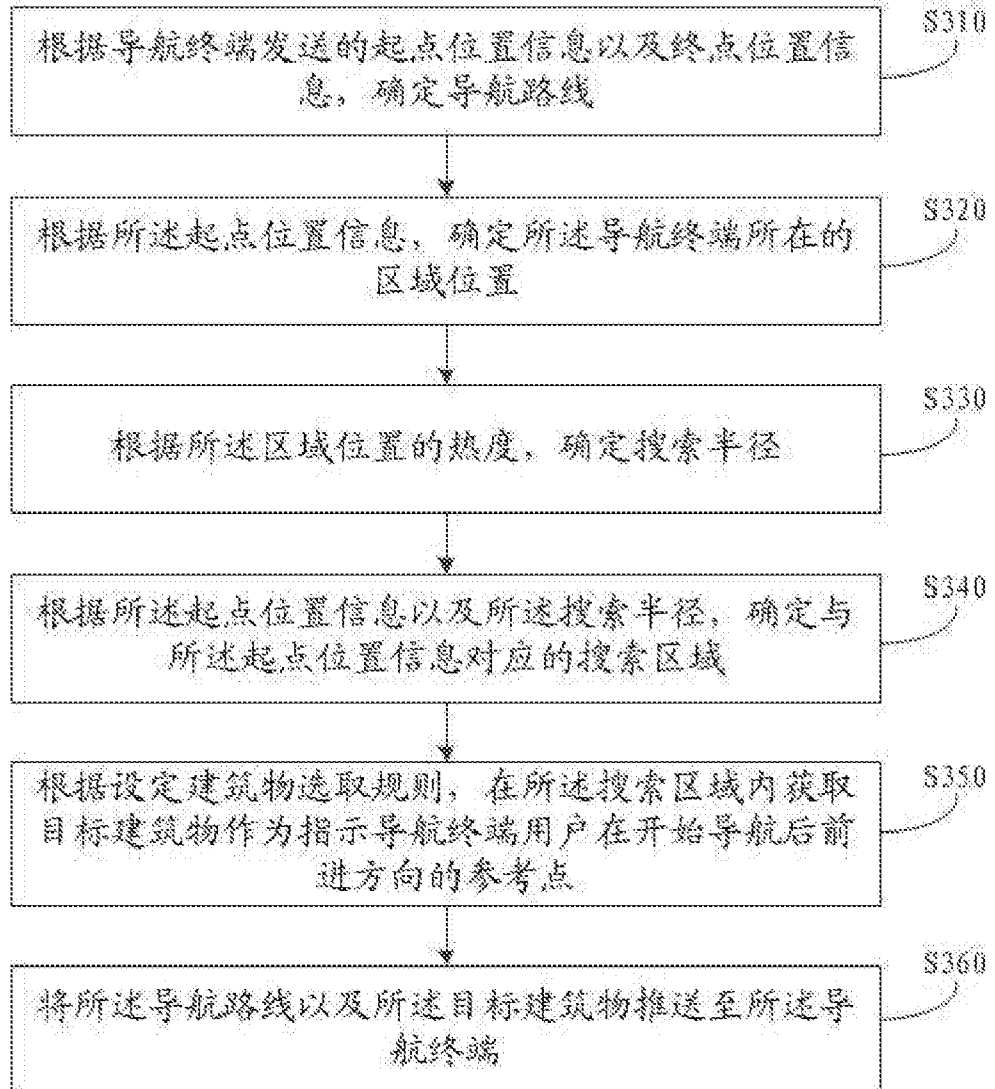 S310
根据导航终端发送的起点位置信息以及终点位置信
息，确定导航路线
S320
根据所述起点位置信息，确定所述导航终端所在的
区域位置
S330
根据所述区域位置的热度，确定搜索半径
S340
根据所述起点位置信息以及所述搜索半径，确定与
所述起点位置信息对应的搜索区域
S350
根据设定建筑物选取规则，在所述搜索区域内获取
目标建筑物作为指示导航终端用户在开始导航后前
进方向的参考点
S360
将所述导航路线以及所述目标建筑物推送至所述导
航终端